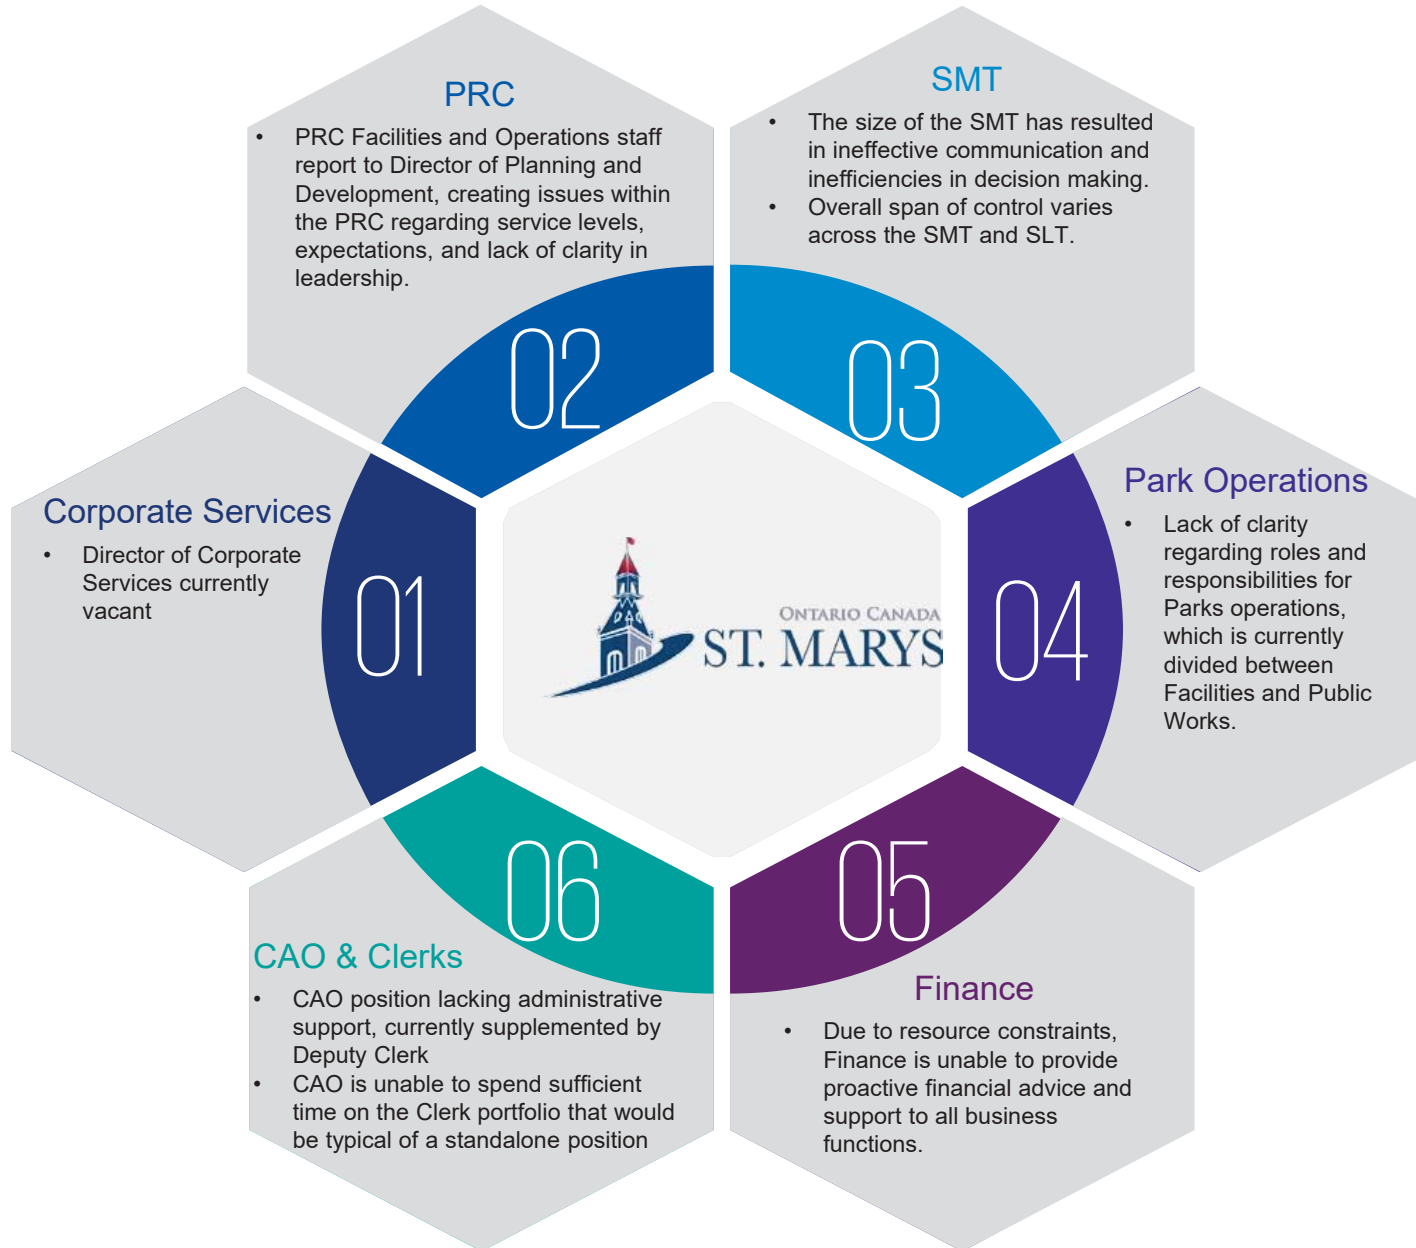 PRC
• PRC Facilities and Operations staff
report to Director of Planning and
Development, creating issues within
the PRC regarding service levels,
expectations, and lack of clarity in
leadership.
02
SMT
• The size of the SMT has resulted
in ineffective communication and
inefficiencies in decision making.
• Overall span of control varies
across the SMT and SLT.
03
Corporate Services
• Director of Corporate
Services currently
vacant
01
ONTARIO CANADA
ST. MARYS
Park Operations
• Lack of clarity
regarding roles and
responsibilities for
Parks operations,
which is currently
divided between
Facilities and Public
Works.
04
06
CAO & Clerks
• CAO position lacking administrative
support, currently supplemented by
Deputy Clerk
• CAO is unable to spend sufficient
time on the Clerk portfolio that would
be typical of a standalone position
05
Finance
• Due to resource constraints,
Finance is unable to provide
proactive financial advice and
support to all business
functions.